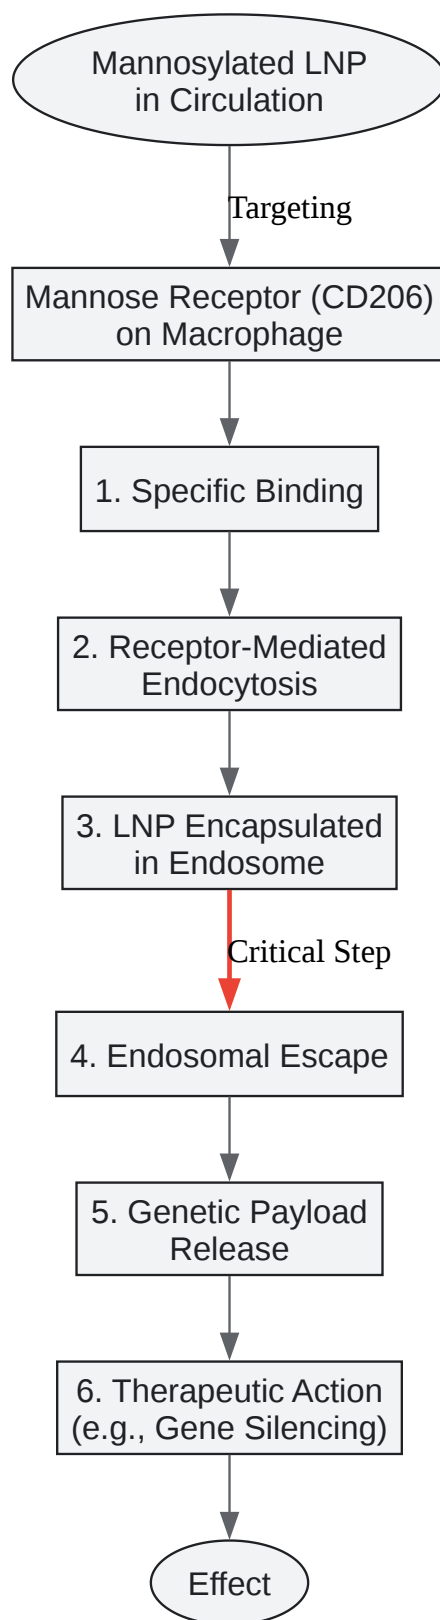 Mannosylated LNP
in Circulation
Targeting
Mannose Receptor (CD206)
on Macrophage
1. Specific Binding
2. Receptor-Mediated
Endocytosis
3. LNP Encapsulated
in Endosome
Critical Step
4. Endosomal Escape
5. Genetic Payload
Release
6. Therapeutic Action
(e.g., Gene Silencing)
Effect